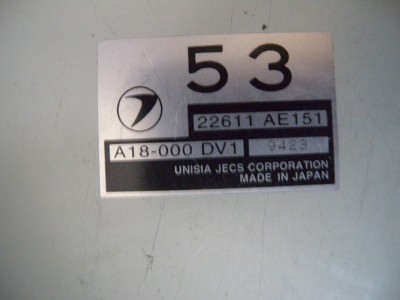 53
22611 AE151
A18-000 DV1 9423
UNISIA JECS CORPORATION
MADE IN JAPAN